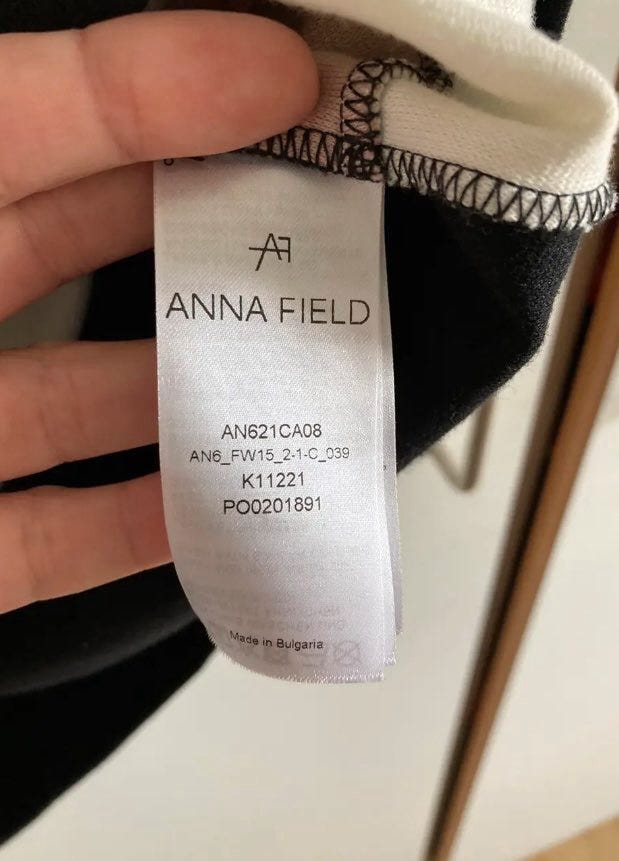 AF
ANNA FIELD
AN621CA08
AN6_FW15_2-1-C_039
K11221
PO0201891
Made in Bulgaria